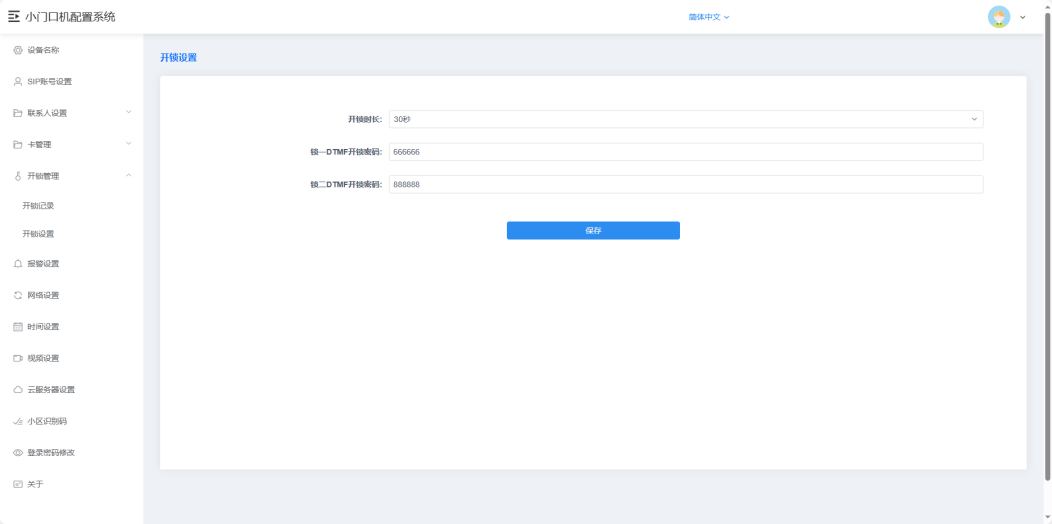 小门口机配置系统
简体中文
设备名称
SIP账号设置
联系人设置
卡管理
开锁管理
开锁记录
开锁设置
报警设置
网络设置
时间设置
视频设置
云服务器设置
小区识别码
登录密码修改
关于
开锁设置
开锁时长: 30秒
锁一DTMF开锁密码: 666666
锁二DTMF开锁密码: 888888
保存